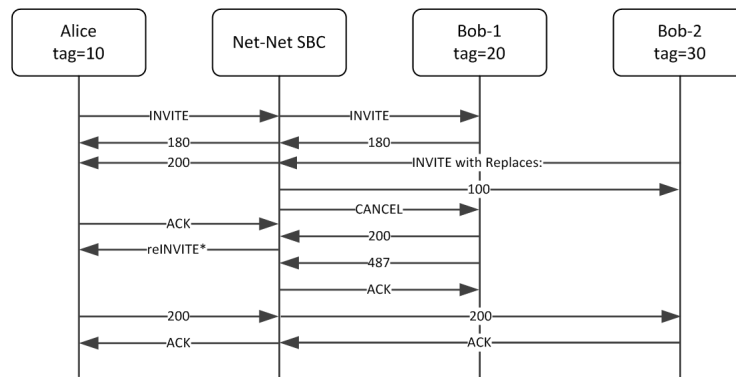 Alice
tag=10
Net-Net SBC
Bob-1
tag=20
Bob-2
tag=30
INVITE
INVITE
180
180
200
INVITE with Replaces:
100
CANCEL
ACK
200
reINVITE*
487
ACK
200
200
ACK
ACK